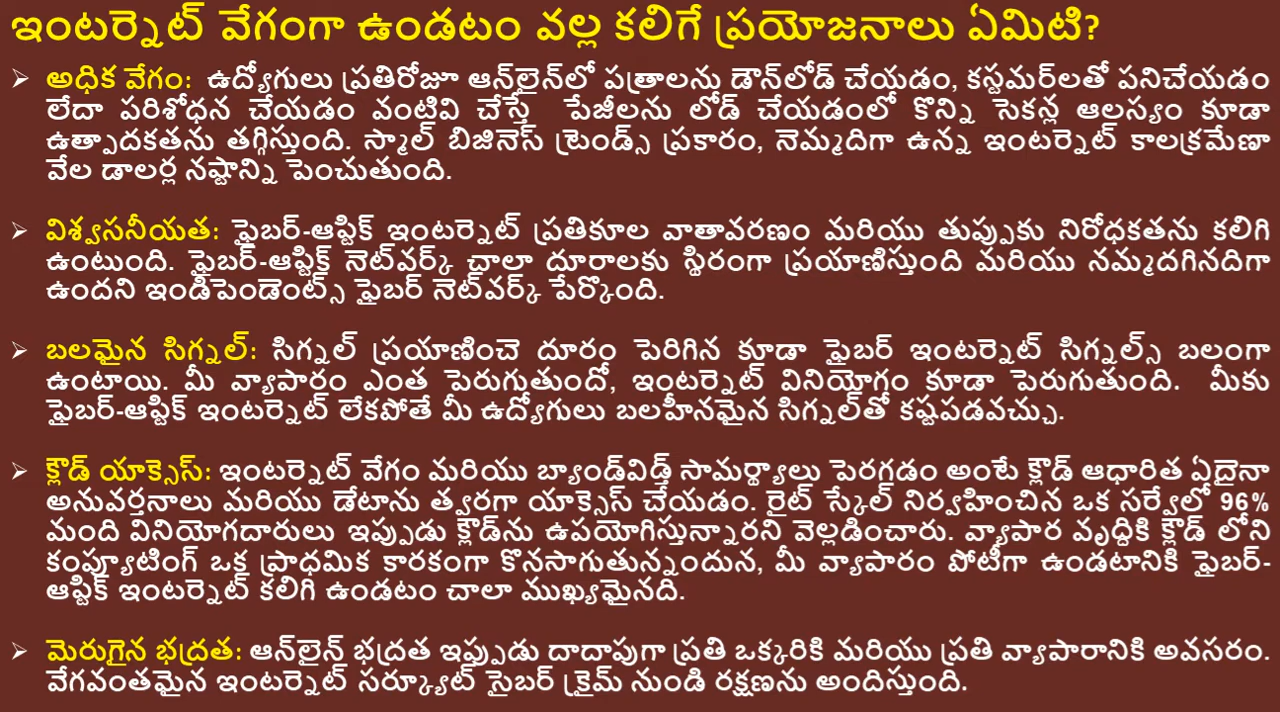 ఇంటర్నెట్ వేగంగా ఉండటం వల్ల కలిగే ప్రయోజనాలు ఏమిటి?
➢ అధిక వేగం: ఉద్యోగులు ప్రతిరోజూ ఆన్‌లైన్‌లో పత్రాలను డౌన్‌లోడ్ చేయడం, కస్టమర్‌లతో పనిచేయడం
లేదా పరిశోధన చేయడం వంటివి చేస్తే పేజీలను లోడ్ చేయడంలో కొన్ని సెకన్ల ఆలస్యం కూడా
ఉత్పాదకతను తగ్గిస్తుంది. స్మాల్ బిజినెస్ ట్రెండ్స్ ప్రకారం, నెమ్మదిగా ఉన్న ఇంటర్నెట్ కాలక్రమేణా
వేల డాలర్ల నష్టాన్ని పెంచుతుంది.
➢ విశ్వసనీయత: ఫైబర్-ఆప్టిక్ ఇంటర్నెట్ ప్రతికూల వాతావరణం మరియు తుప్పుకు నిరోధకతను కలిగి
ఉంటుంది. ఫైబర్-ఆప్టిక్ నెట్‌వర్క్ చాలా దూరాలకు స్థిరంగా ప్రయాణిస్తుంది మరియు నమ్మదగినదిగా
ఉందని ఇండిపెండెంట్స్ ఫైబర్ నెట్‌వర్క్ పేర్కొంది.
➢ బలమైన సిగ్నల్: సిగ్నల్ ప్రయాణించె దూరం పెరిగిన కూడా ఫైబర్ ఇంటర్నెట్ సిగ్నల్స్ బలంగా
ఉంటాయి. మీ వ్యాపారం ఎంత పెరుగుతుందో, ఇంటర్నెట్ వినియోగం కూడా పెరుగుతుంది. మీకు
ఫైబర్-ఆప్టిక్ ఇంటర్నెట్ లేకపోతే మీ ఉద్యోగులు బలహీనమైన సిగ్నల్‌తో కష్టపడవచ్చు.
➢ క్లౌడ్ యాక్సెస్: ఇంటర్నెట్ వేగం మరియు బ్యాండ్‌విడ్త్ సామర్థ్యాలు పెరగడం అంటే క్లౌడ్ ఆధారిత ఏదైనా
అనువర్తనాలు మరియు డేటాను త్వరగా యాక్సెస్ చేయడం. రైట్ స్కేల్ నిర్వహించిన ఒక సర్వేలో 96%
మంది వినియోగదారులు ఇప్పుడు క్లౌడ్‌ను ఉపయోగిస్తున్నారని వెల్లడించారు. వ్యాపార వృద్ధికి క్లౌడ్ లోని
కంప్యూటింగ్ ఒక ప్రాధమిక కారకంగా కొనసాగుతున్నందున, మీ వ్యాపారం పోటీగా ఉండటానికి ఫైబర్-
ఆప్టిక్ ఇంటర్నెట్ కలిగి ఉండటం చాలా ముఖ్యమైనది.
➢ మెరుగైన భద్రత: ఆన్‌లైన్ భద్రత ఇప్పుడు దాదాపుగా ప్రతి ఒక్కరికి మరియు ప్రతి వ్యాపారానికి అవసరం.
వేగవంతమైన ఇంటర్నెట్ సర్క్యూట్ సైబర్ క్రైమ్ నుండి రక్షణను అందిస్తుంది.